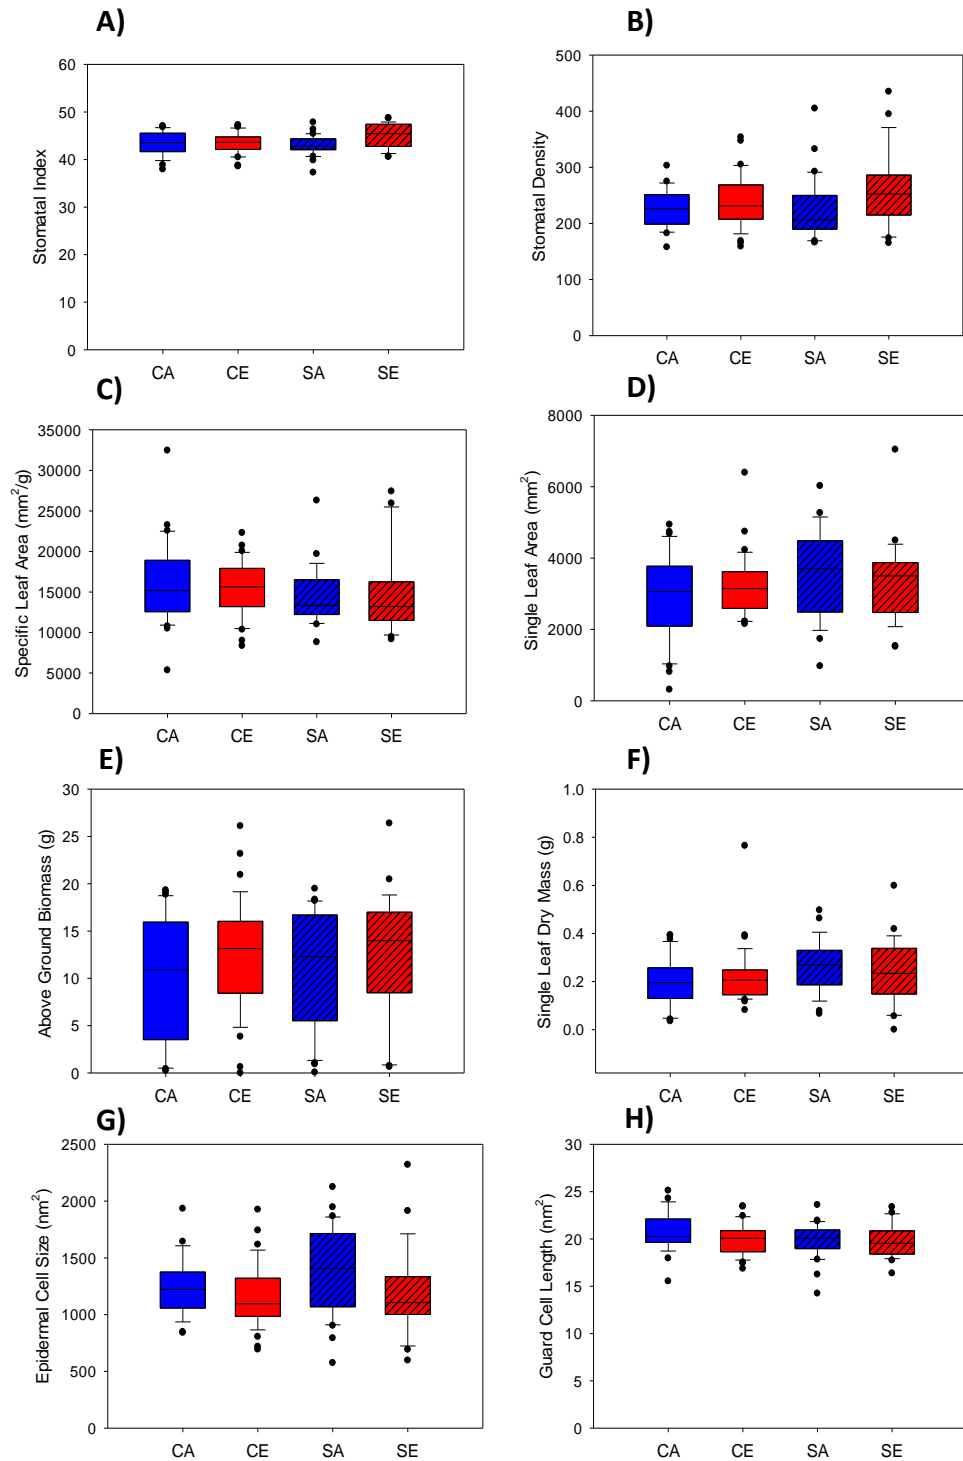 A)
Stomatal Index
60
50
40
30
20
10
0
CA CE SA SE
B)
Stomatal Density
500
400
300
200
100
0
CA CE SA SE
C)
Specific Leaf Area (mm²/g)
35000
30000
25000
20000
15000
10000
5000
0
CA CE SA SE
D)
Single Leaf Area (mm²)
8000
6000
4000
2000
0
CA CE SA SE
E)
Above Ground Biomass (g)
30
25
20
15
10
5
0
CA CE SA SE
F)
Single Leaf Dry Mass (g)
1.0
0.8
0.6
0.4
0.2
0.0
CA CE SA SE
G)
Epidermal Cell Size (nm²)
2500
2000
1500
1000
500
0
CA CE SA SE
H)
Guard Cell Length (nm²)
30
25
20
15
10
5
0
CA CE SA SE